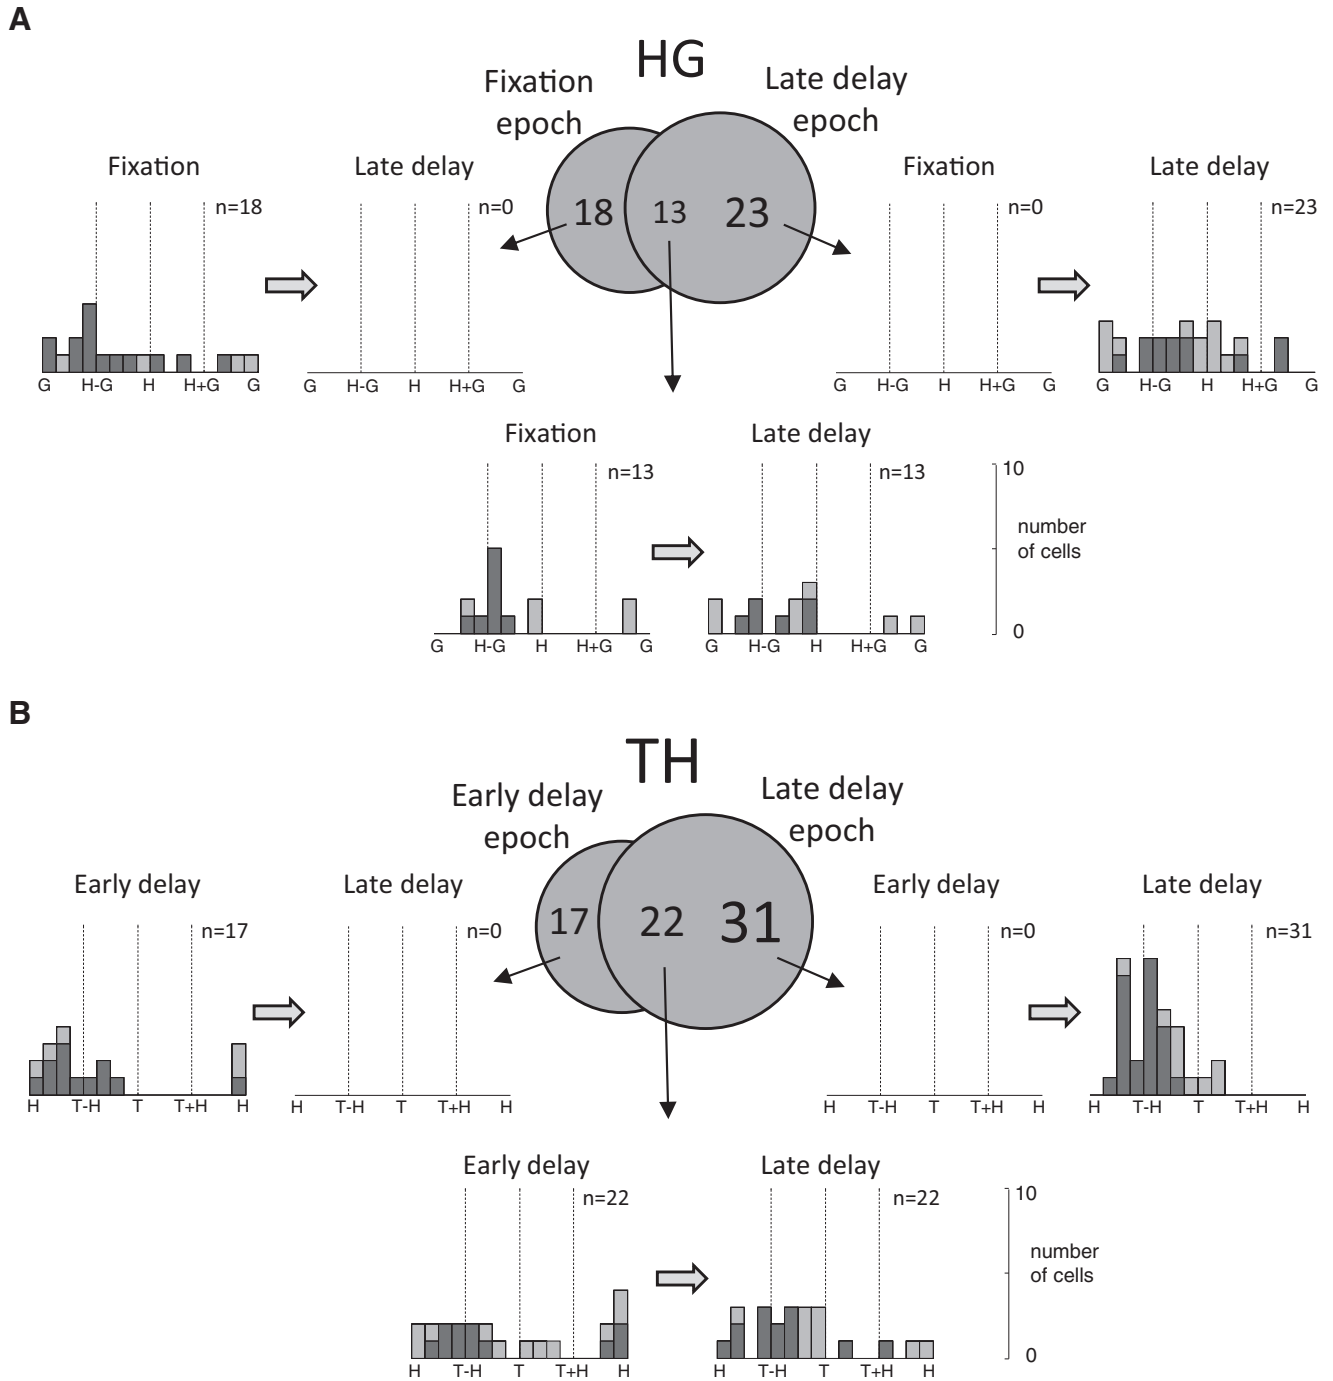 A
HG
Fixation
epoch
Late delay
epoch
Fixation
Late delay
Fixation
Late delay
n=18
n=0
18
13
23
n=0
n=23
G H-G H H+G G
G H-G H H+G G
G H-G H H+G G
G H-G H H+G G
Fixation
Late delay
n=13
n=13
10
number
of cells
0
G H-G H H+G G
G H-G H H+G G
B
TH
Early delay
epoch
Late delay
epoch
Early delay
Late delay
Early delay
Late delay
n=17
n=0
17
22
31
n=0
n=31
H T-H T T+H H
H T-H T T+H H
H T-H T T+H H
H T-H T T+H H
Early delay
Late delay
n=22
n=22
10
number
of cells
0
H T-H T T+H H
H T-H T T+H H